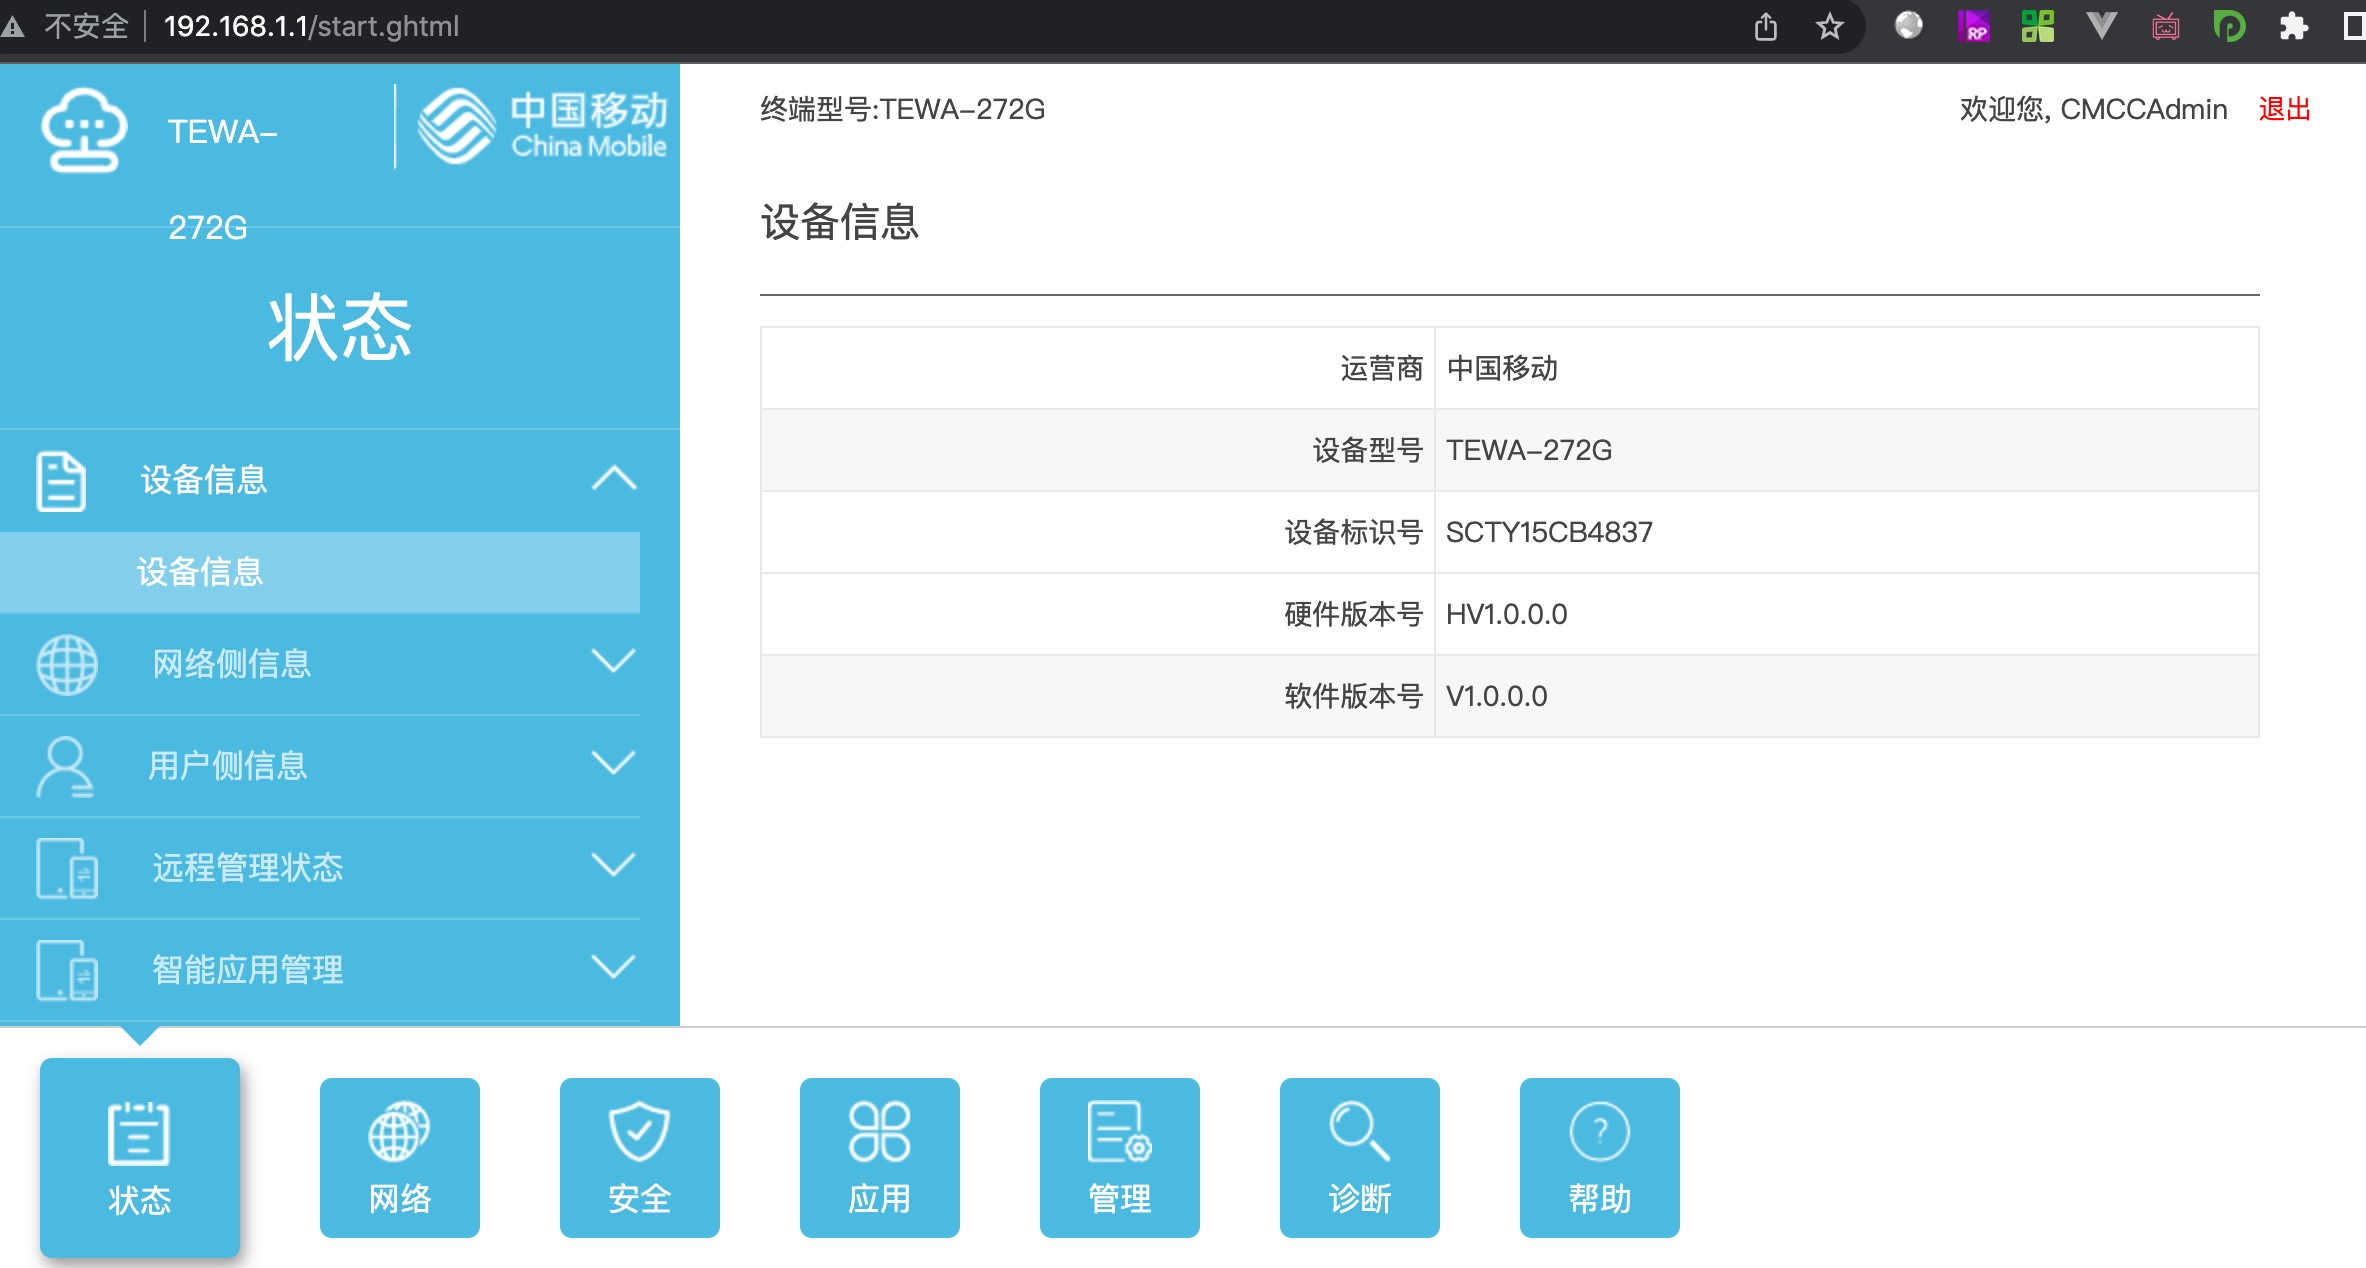 不安全 192.168.1.1/start.ghtml
RP
TEWA-
272G
中国移动
China Mobile
终端型号:TEWA-272G
欢迎您, CMCCAdmin 退出
状态
设备信息
设备信息
网络侧信息
用户侧信息
远程管理状态
智能应用管理
设备信息
运营商 中国移动
设备型号 TEWA-272G
设备标识号 SCTY15CB4837
硬件版本号 HV1.0.0.0
软件版本号 V1.0.0.0
状态
网络
安全
应用
管理
诊断
?
帮助